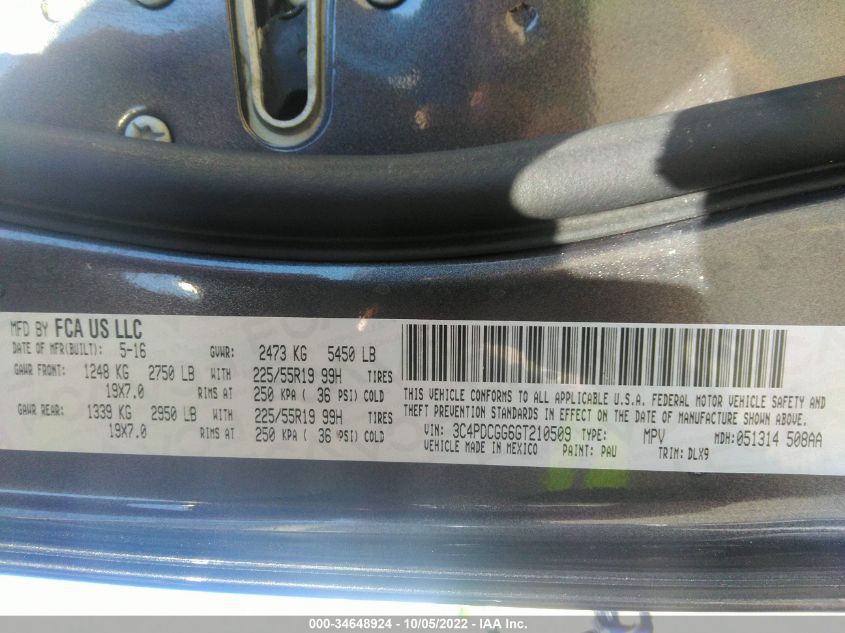 MFD BY FCA US LLC
DATE OF MFR(BUILT): 5-16 GVWR: 2473 KG 5450 LB
GAWR FRONT: 1248 KG 2750 LB WITH 225/55R19 99H TIRES
19X7.0 RIMS AT 250 KPA ( 36 PSI) COLD
GAWR REAR: 1339 KG 2950 LB WITH 225/55R19 99H TIRES
19X7.0 RIMS AT 250 KPA ( 36 PSI) COLD
THIS VEHICLE CONFORMS TO ALL APPLICABLE U.S.A. FEDERAL MOTOR VEHICLE SAFETY AND
THEFT PREVENTION STANDARDS IN EFFECT ON THE DATE OF MANUFACTURE SHOWN ABOVE.
VIN: 3C4PDCGG6GT210509 TYPE: MPV MDH:051314 508AA
VEHICLE MADE IN MEXICO PAINT: PAU TRIM: DLX9
000-34648924 - 10/05/2022 - IAA Inc.